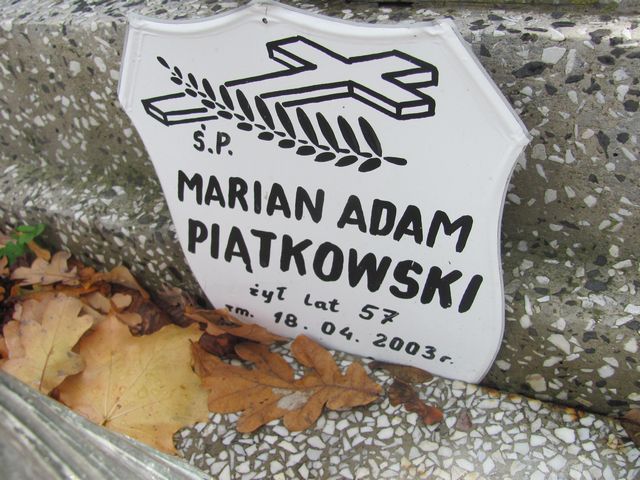 Ś.P.
MARIAN ADAM
PIĄTKOWSKI
żył lat 57
zm. 18.04.2003r.